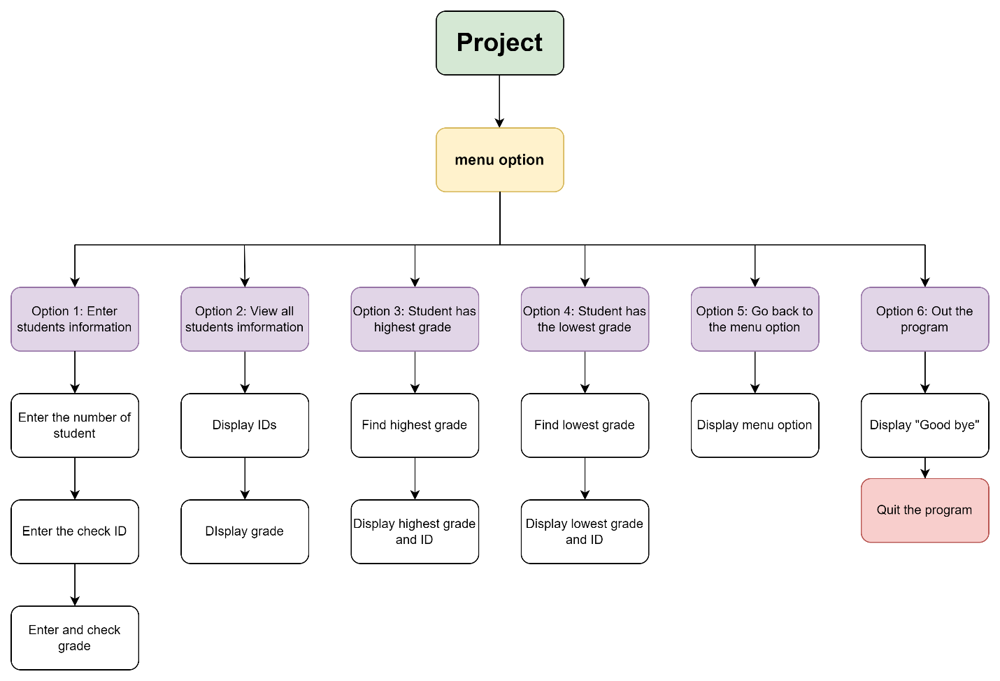 Project
menu option
Option 1: Enter
students information
Option 2: View all
students imformation
Option 3: Student has
highest grade
Option 4: Student has
the lowest grade
Option 5: Go back to
the menu option
Option 6: Out the
program
Enter the number of
student
Display IDs
Find highest grade
Find lowest grade
Display menu option
Display "Good bye"
Enter the check ID
DIsplay grade
Display highest grade
and ID
Display lowest grade
and ID
Quit the program
Enter and check
grade